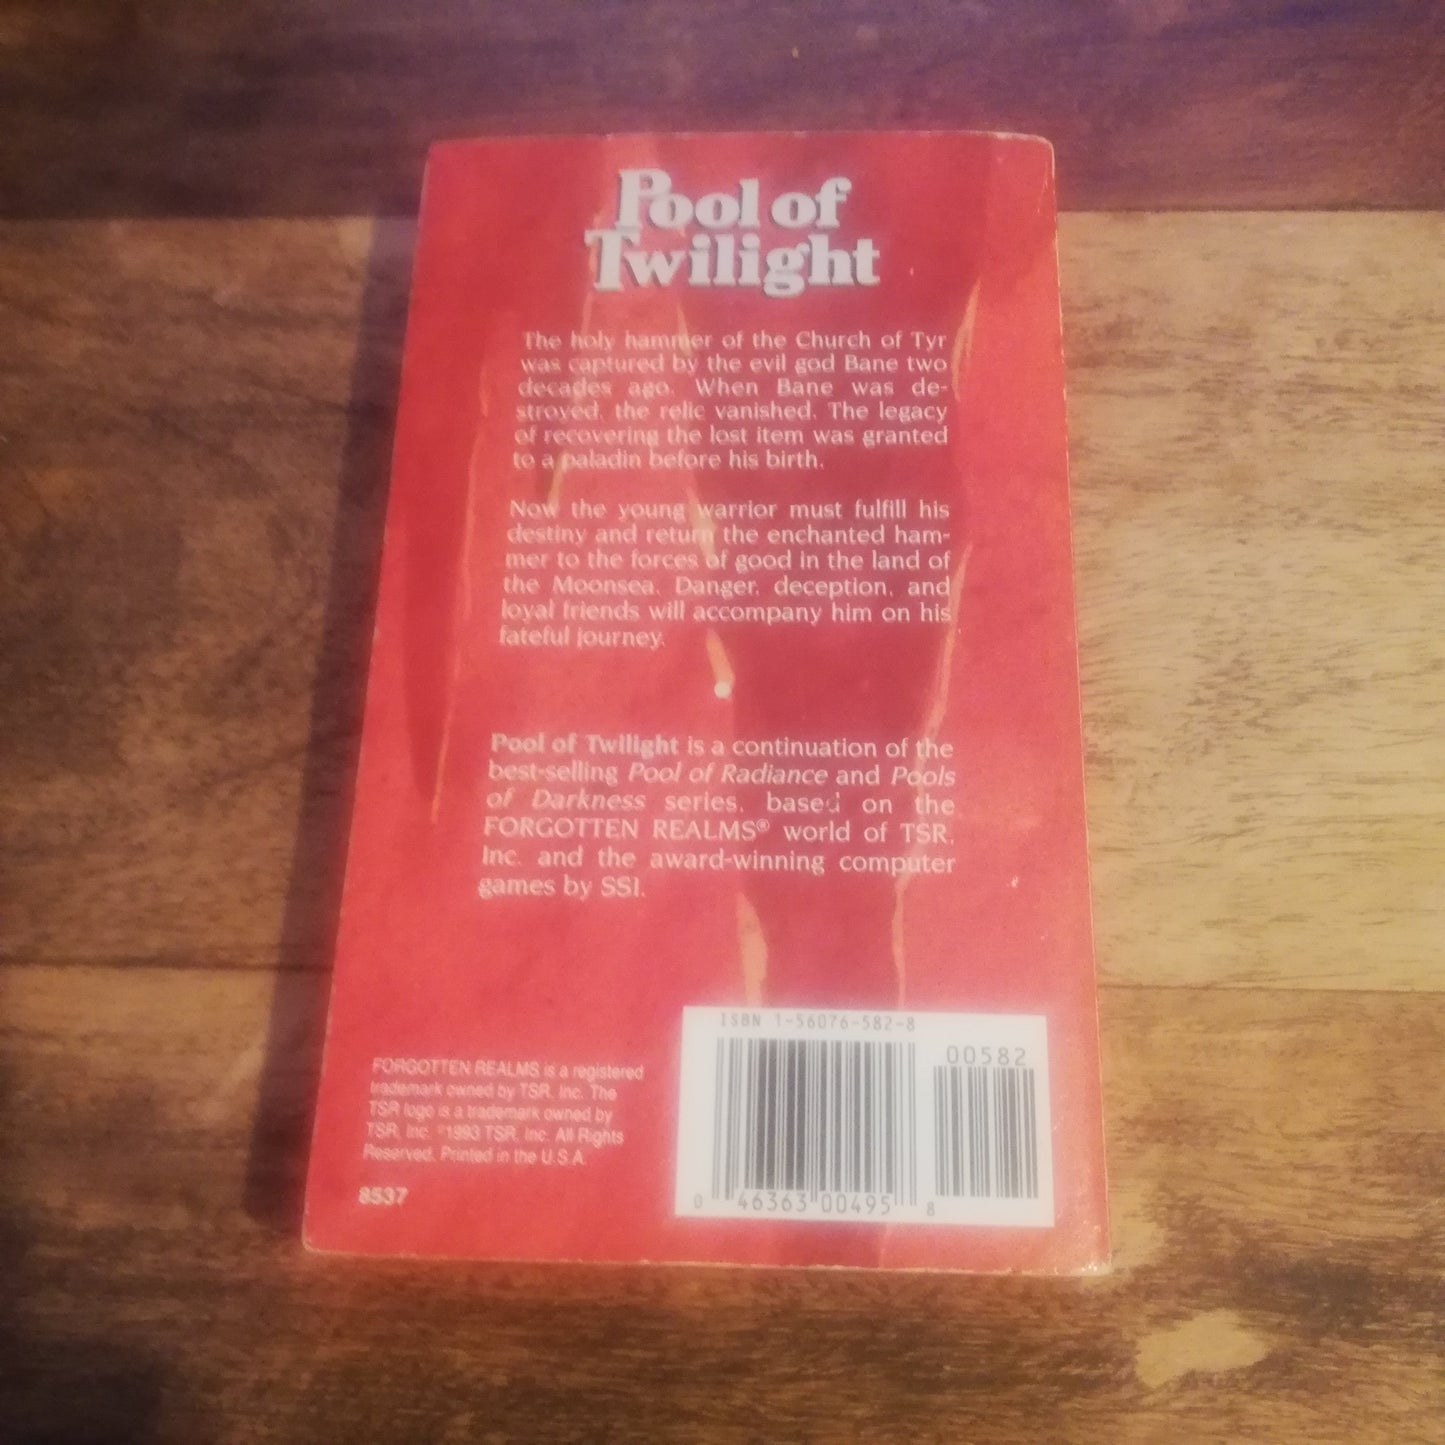 Pool of
Twilight
The holy hammer of the Church of Tyr
was captured by the evil god Bane two
decades ago. When Bane was de-
stroyed, the relic vanished. The legacy
of recovering the lost item was granted
to a paladin before his birth.
Now the young warrior must fulfill his
destiny and return the enchanted ham-
mer to the forces of good in the land of
the Moonsea. Danger, deception, and
loyal friends will accompany him on his
fateful journey.
Pool of Twilight is a continuation of the
best-selling Pool of Radiance and Pools
of Darkness series, based on the
FORGOTTEN REALMS® world of TSR,
Inc. and the award-winning computer
games by SSI.
FORGOTTEN REALMS is a registered
trademark owned by TSR, Inc. The
TSR logo is a trademark owned by
TSR, Inc. ©1993 TSR, Inc. All Rights
Reserved. Printed in the U.S.A.
8537
ISBN 1-56076-582-8
00582
0 46363 00495 8